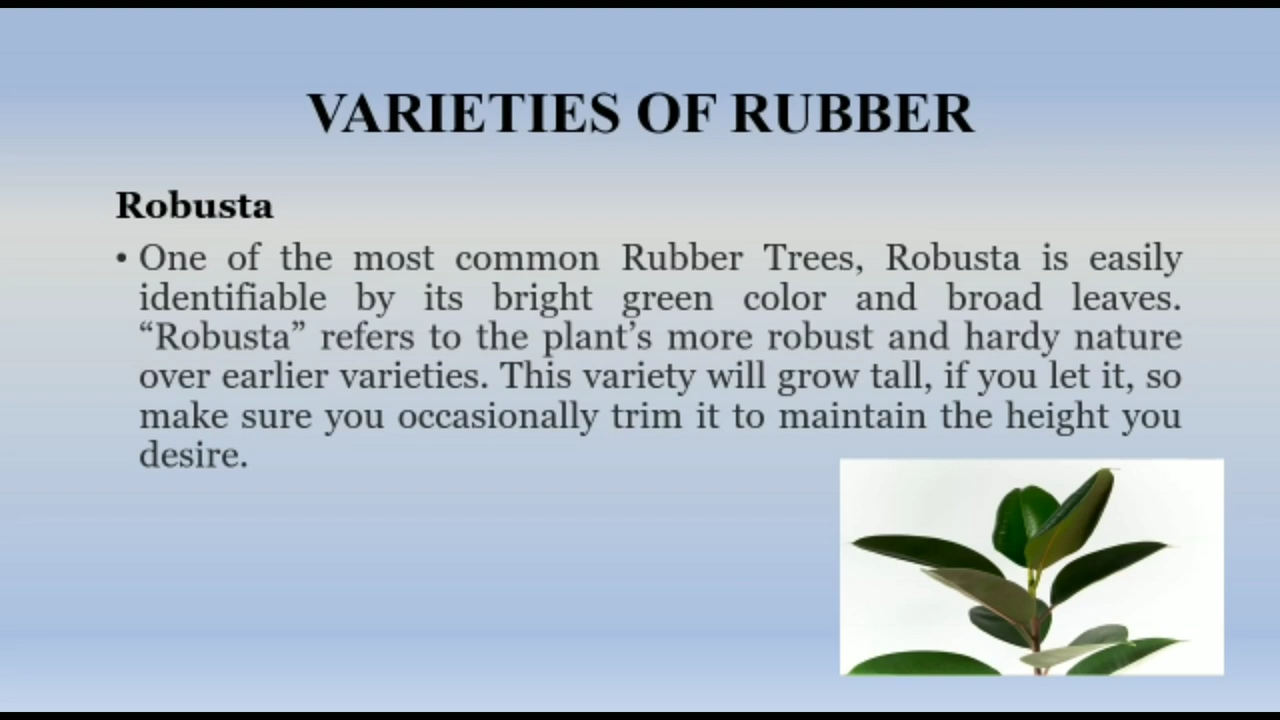 VARIETIES OF RUBBER
Robusta
• One of the most common Rubber Trees, Robusta is easily
identifiable by its bright green color and broad leaves.
“Robusta” refers to the plant’s more robust and hardy nature
over earlier varieties. This variety will grow tall, if you let it, so
make sure you occasionally trim it to maintain the height you
desire.